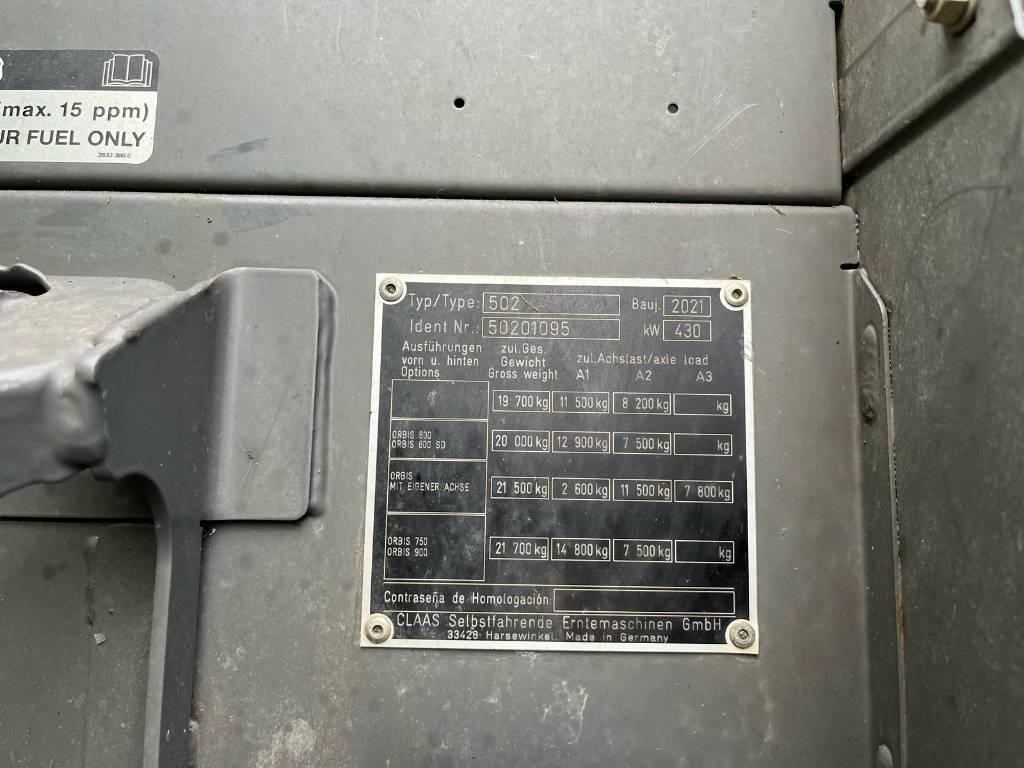 (max. 15 ppm)
UR FUEL ONLY
2633 388.0
Typ/Type: 502 Bauj. 2021
Ident Nr.: 50201095 kW 430
Ausführungen zul.Ges.
vorn u. hinten Gewicht zul.Achslast/axle load
Options Gross weight A1 A2 A3
19 700 kg 11 500 kg 8 200 kg kg
ORBIS 600
ORBIS 600 SD 20 000 kg 12 900 kg 7 500 kg kg
ORBIS
MIT EIGENER ACHSE 21 500 kg 2 600 kg 11 500 kg 7 800 kg
ORBIS 750
ORBIS 900 21 700 kg 14 800 kg 7 500 kg kg
Contraseña de Homologación:
CLAAS Selbstfahrende Erntemaschinen GmbH
33428 Harsewinkel, Made in Germany